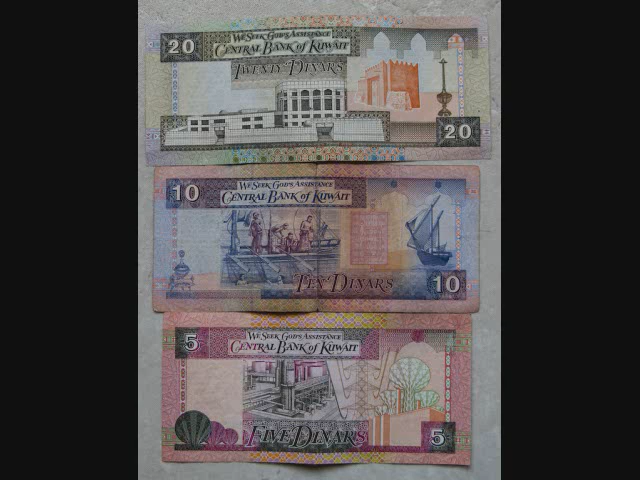 20
WE SEEK GOD'S ASSISTANCE
CENTRAL BANK of KUWAIT
TWENTY DINARS
20
10
WE SEEK GOD'S ASSISTANCE
CENTRAL BANK of KUWAIT
TEN DINARS
10
5
WE SEEK GOD'S ASSISTANCE
CENTRAL BANK of KUWAIT
FIVE DINARS
5